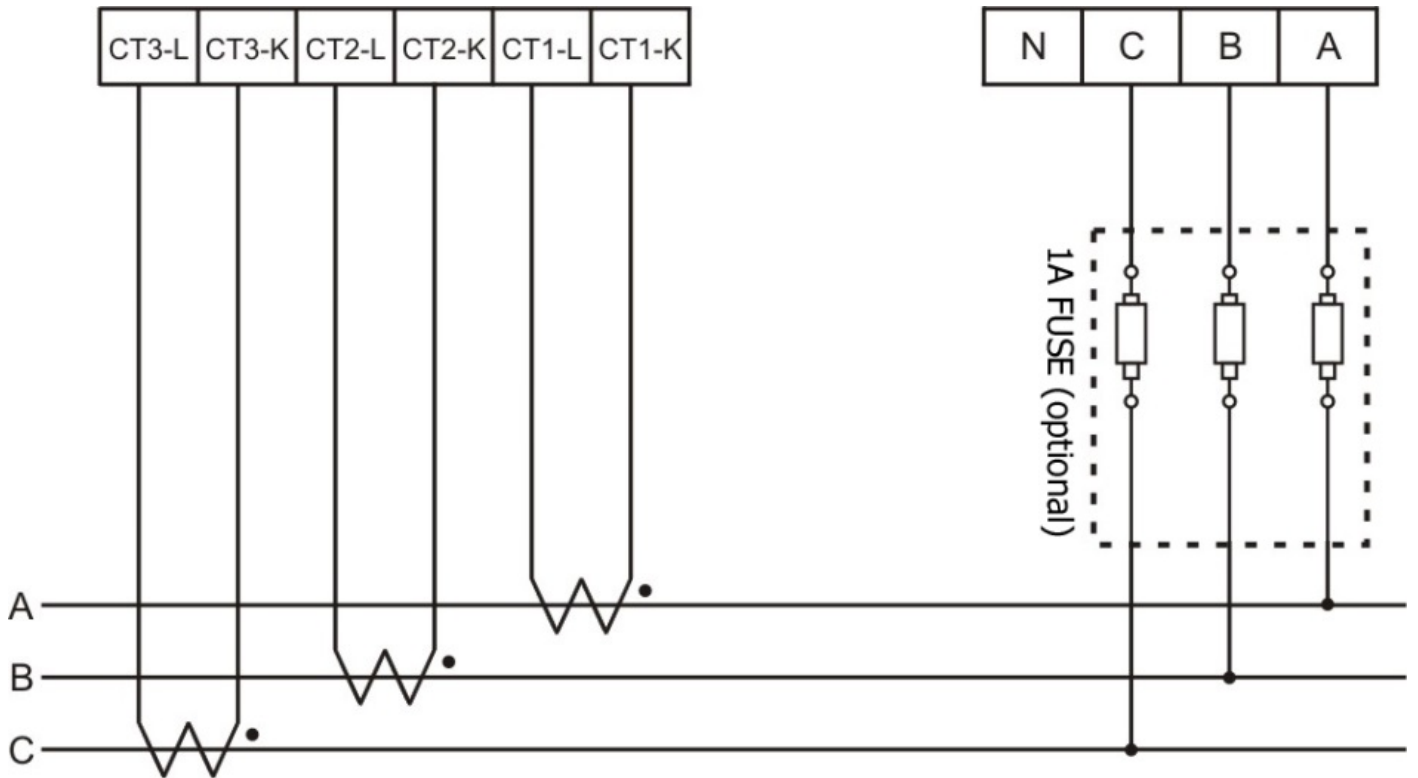 CT3-L CT3-K CT2-L CT2-K CT1-L CT1-K
N C B A
1A FUSE (optional)
A
B
C